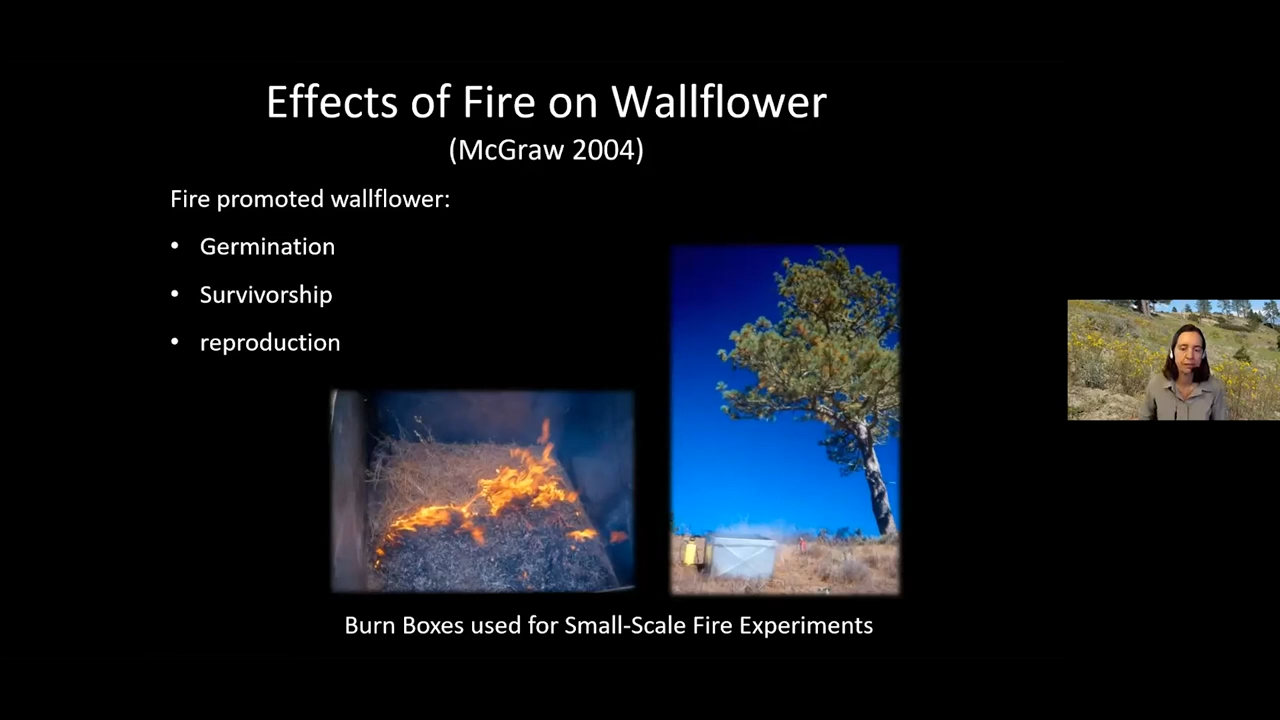 Effects of Fire on Wallflower
(McGraw 2004)
Fire promoted wallflower:
• Germination
• Survivorship
• reproduction
Burn Boxes used for Small-Scale Fire Experiments